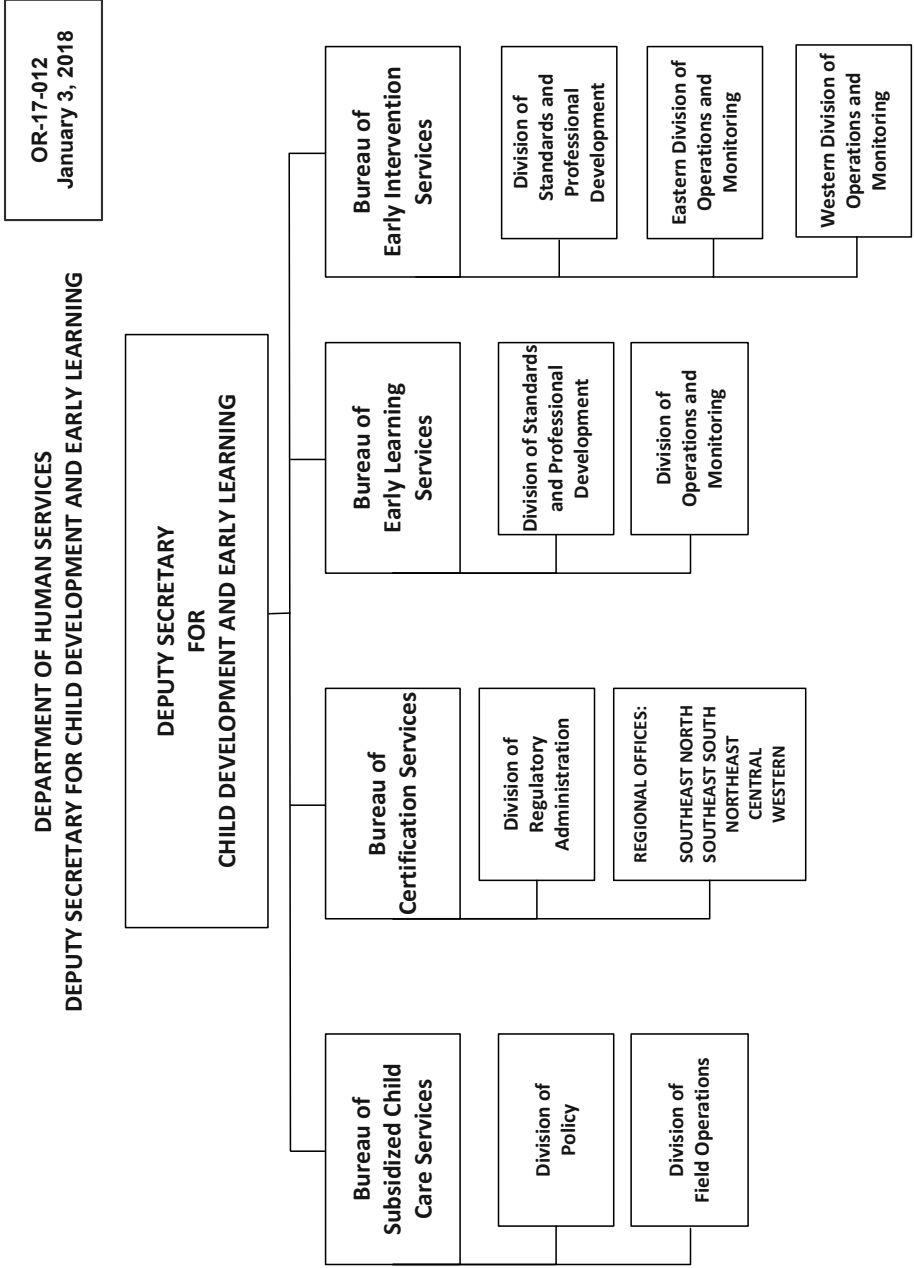 OR-17-012
January 3, 2018
DEPARTMENT OF HUMAN SERVICES
DEPUTY SECRETARY FOR CHILD DEVELOPMENT AND EARLY LEARNING
DEPUTY SECRETARY
FOR
CHILD DEVELOPMENT AND EARLY LEARNING
Bureau of
Subsidized Child
Care Services
Division of
Policy
Division of
Field Operations
Bureau of
Certification Services
Division of
Regulatory
Administration
REGIONAL OFFICES:
SOUTHEAST NORTH
SOUTHEAST SOUTH
NORTHEAST
CENTRAL
WESTERN
Bureau of
Early Learning
Services
Division of Standards
and Professional
Development
Division of
Operations and
Monitoring
Bureau of
Early Intervention
Services
Division of
Standards and
Professional
Development
Eastern Division of
Operations and
Monitoring
Western Division of
Operations and
Monitoring